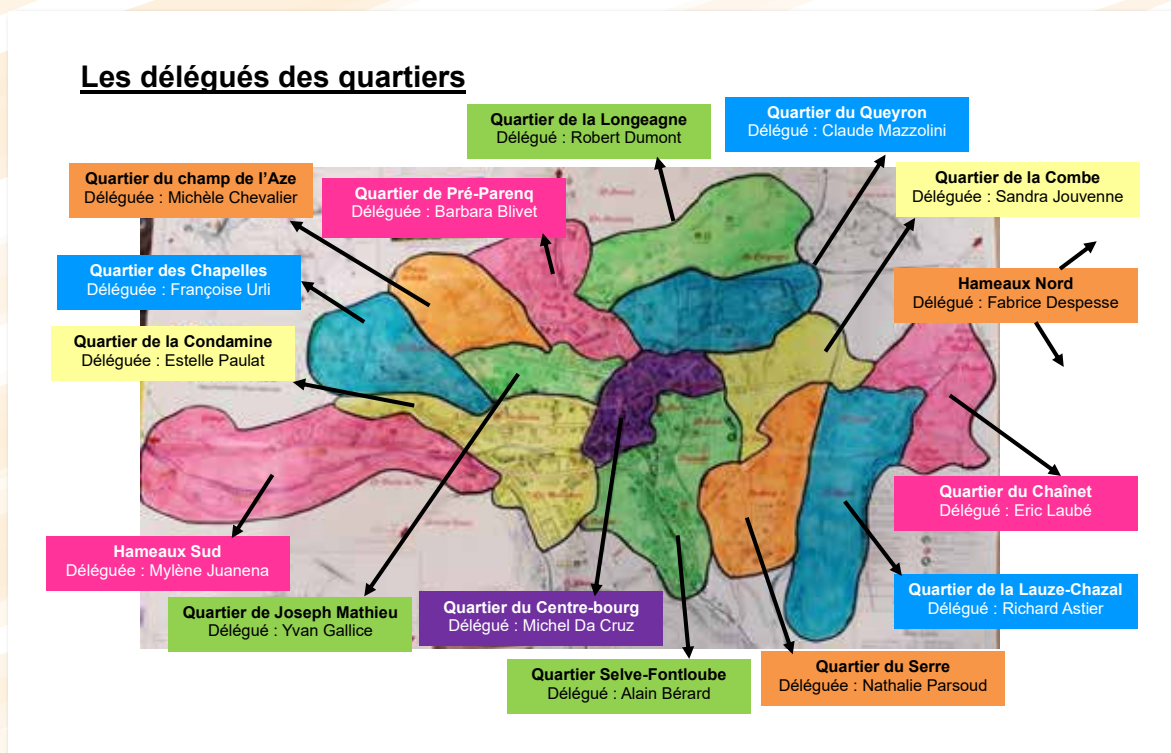 Les délégués des quartiers
Quartier de la Longeagne
Délégué : Robert Dumont
Quartier du Queyron
Délégué : Claude Mazzolini
Quartier du champ de l'Aze
Déléguée : Michèle Chevalier
Quartier de Pré-Parenq
Déléguée : Barbara Blivet
Quartier de la Combe
Déléguée : Sandra Jouvenne
Quartier des Chapelles
Déléguée : Françoise Urli
Hameaux Nord
Délégué : Fabrice Despesse
Quartier de la Condamine
Déléguée : Estelle Paulat
Quartier du Chaînet
Délégué : Eric Laubé
Hameaux Sud
Déléguée : Mylène Juanena
Quartier de la Lauze-Chazal
Délégué : Richard Astier
Quartier de Joseph Mathieu
Délégué : Yvan Gallice
Quartier du Centre-bourg
Délégué : Michel Da Cruz
Quartier Selve-Fontloube
Délégué : Alain Bérard
Quartier du Serre
Déléguée : Nathalie Parsoud